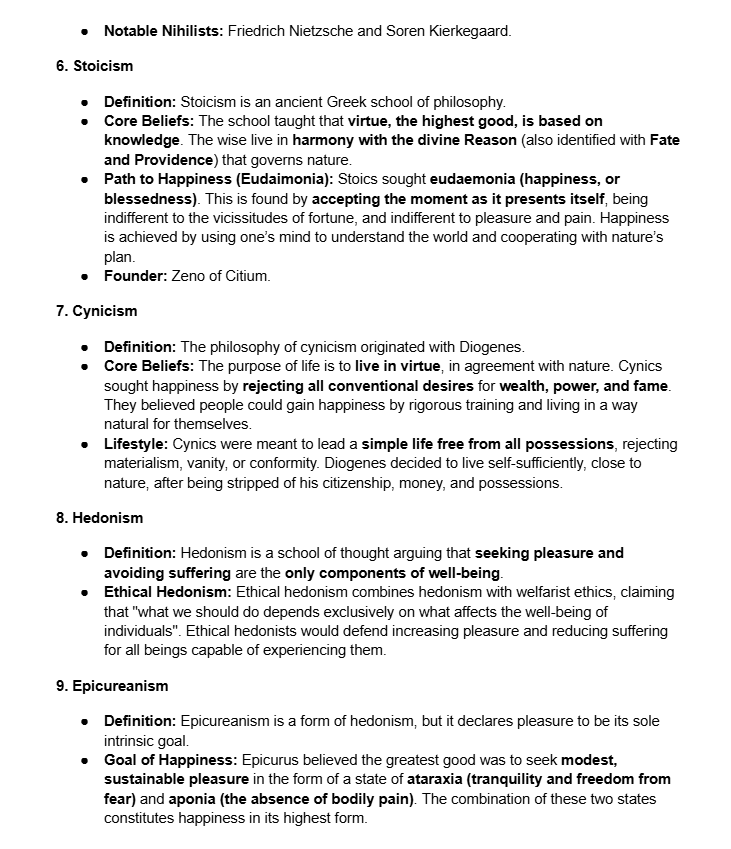 ● Notable Nihilists: Friedrich Nietzsche and Soren Kierkegaard.
6. Stoicism
● Definition: Stoicism is an ancient Greek school of philosophy.
● Core Beliefs: The school taught that virtue, the highest good, is based on
knowledge. The wise live in harmony with the divine Reason (also identified with Fate
and Providence) that governs nature.
● Path to Happiness (Eudaimonia): Stoics sought eudaemonia (happiness, or
blessedness). This is found by accepting the moment as it presents itself, being
indifferent to the vicissitudes of fortune, and indifferent to pleasure and pain. Happiness
is achieved by using one’s mind to understand the world and cooperating with nature’s
plan.
● Founder: Zeno of Citium.
7. Cynicism
● Definition: The philosophy of cynicism originated with Diogenes.
● Core Beliefs: The purpose of life is to live in virtue, in agreement with nature. Cynics
sought happiness by rejecting all conventional desires for wealth, power, and fame.
They believed people could gain happiness by rigorous training and living in a way
natural for themselves.
● Lifestyle: Cynics were meant to lead a simple life free from all possessions, rejecting
materialism, vanity, or conformity. Diogenes decided to live self-sufficiently, close to
nature, after being stripped of his citizenship, money, and possessions.
8. Hedonism
● Definition: Hedonism is a school of thought arguing that seeking pleasure and
avoiding suffering are the only components of well-being.
● Ethical Hedonism: Ethical hedonism combines hedonism with welfarist ethics, claiming
that "what we should do depends exclusively on what affects the well-being of
individuals". Ethical hedonists would defend increasing pleasure and reducing suffering
for all beings capable of experiencing them.
9. Epicureanism
● Definition: Epicureanism is a form of hedonism, but it declares pleasure to be its sole
intrinsic goal.
● Goal of Happiness: Epicurus believed the greatest good was to seek modest,
sustainable pleasure in the form of a state of ataraxia (tranquility and freedom from
fear) and aponia (the absence of bodily pain). The combination of these two states
constitutes happiness in its highest form.